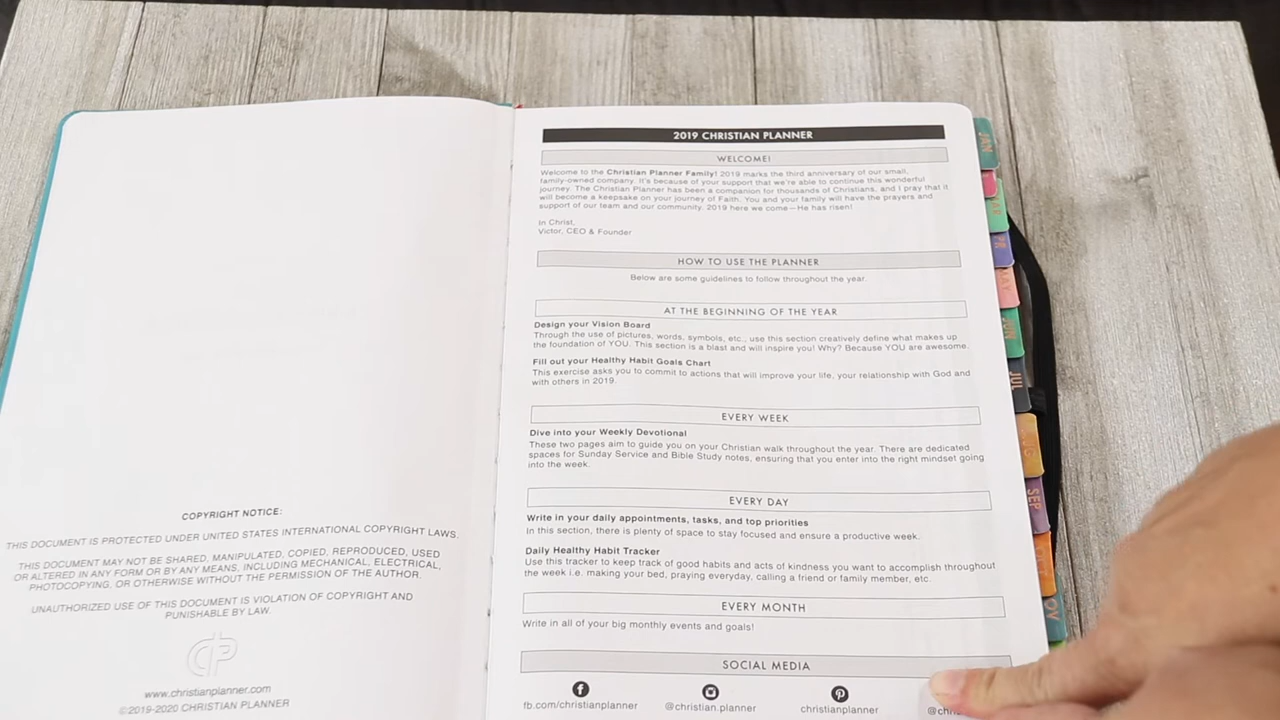 COPYRIGHT NOTICE:
THIS DOCUMENT IS PROTECTED UNDER UNITED STATES INTERNATIONAL COPYRIGHT LAWS.
THIS DOCUMENT MAY NOT BE SHARED, MANIPULATED, COPIED, REPRODUCED, USED
OR ALTERED IN ANY FORM OR BY ANY MEANS, INCLUDING MECHANICAL, ELECTRICAL,
PHOTOCOPYING, OR OTHERWISE WITHOUT THE PERMISSION OF THE AUTHOR.
UNAUTHORIZED USE OF THIS DOCUMENT IS VIOLATION OF COPYRIGHT AND
PUNISHABLE BY LAW.
www.christianplanner.com
©2019-2020 CHRISTIAN PLANNER
2019 CHRISTIAN PLANNER
WELCOME!
Welcome to the Christian Planner Family! 2019 marks the third anniversary of our small,
family-owned company. It's because of your support that we're able to continue this wonderful
journey. The Christian Planner has been a companion for thousands of Christians, and I pray that it
will become a keepsake on your journey of Faith. You and your family will have the prayers and
support of our team and our community. 2019 here we come—He has risen!
In Christ,
Victor, CEO & Founder
HOW TO USE THE PLANNER
Below are some guidelines to follow throughout the year.
AT THE BEGINNING OF THE YEAR
Design your Vision Board
Through the use of pictures, words, symbols, etc., use this section creatively define what makes up
the foundation of YOU. This section is a blast and will inspire you! Why? Because YOU are awesome.
Fill out your Healthy Habit Goals Chart
This exercise asks you to commit to actions that will improve your life, your relationship with God and
with others in 2019.
EVERY WEEK
Dive into your Weekly Devotional
These two pages aim to guide you on your Christian walk throughout the year. There are dedicated
spaces for Sunday Service and Bible Study notes, ensuring that you enter into the right mindset going
into the week.
EVERY DAY
Write in your daily appointments, tasks, and top priorities
In this section, there is plenty of space to stay focused and ensure a productive week.
Daily Healthy Habit Tracker
Use this tracker to keep track of good habits and acts of kindness you want to accomplish throughout
the week i.e. making your bed, praying everyday, calling a friend or family member, etc.
EVERY MONTH
Write in all of your big monthly events and goals!
SOCIAL MEDIA
fb.com/christianplanner @christian.planner christianplanner
JAN
MAY
JUN
JUL
SEP